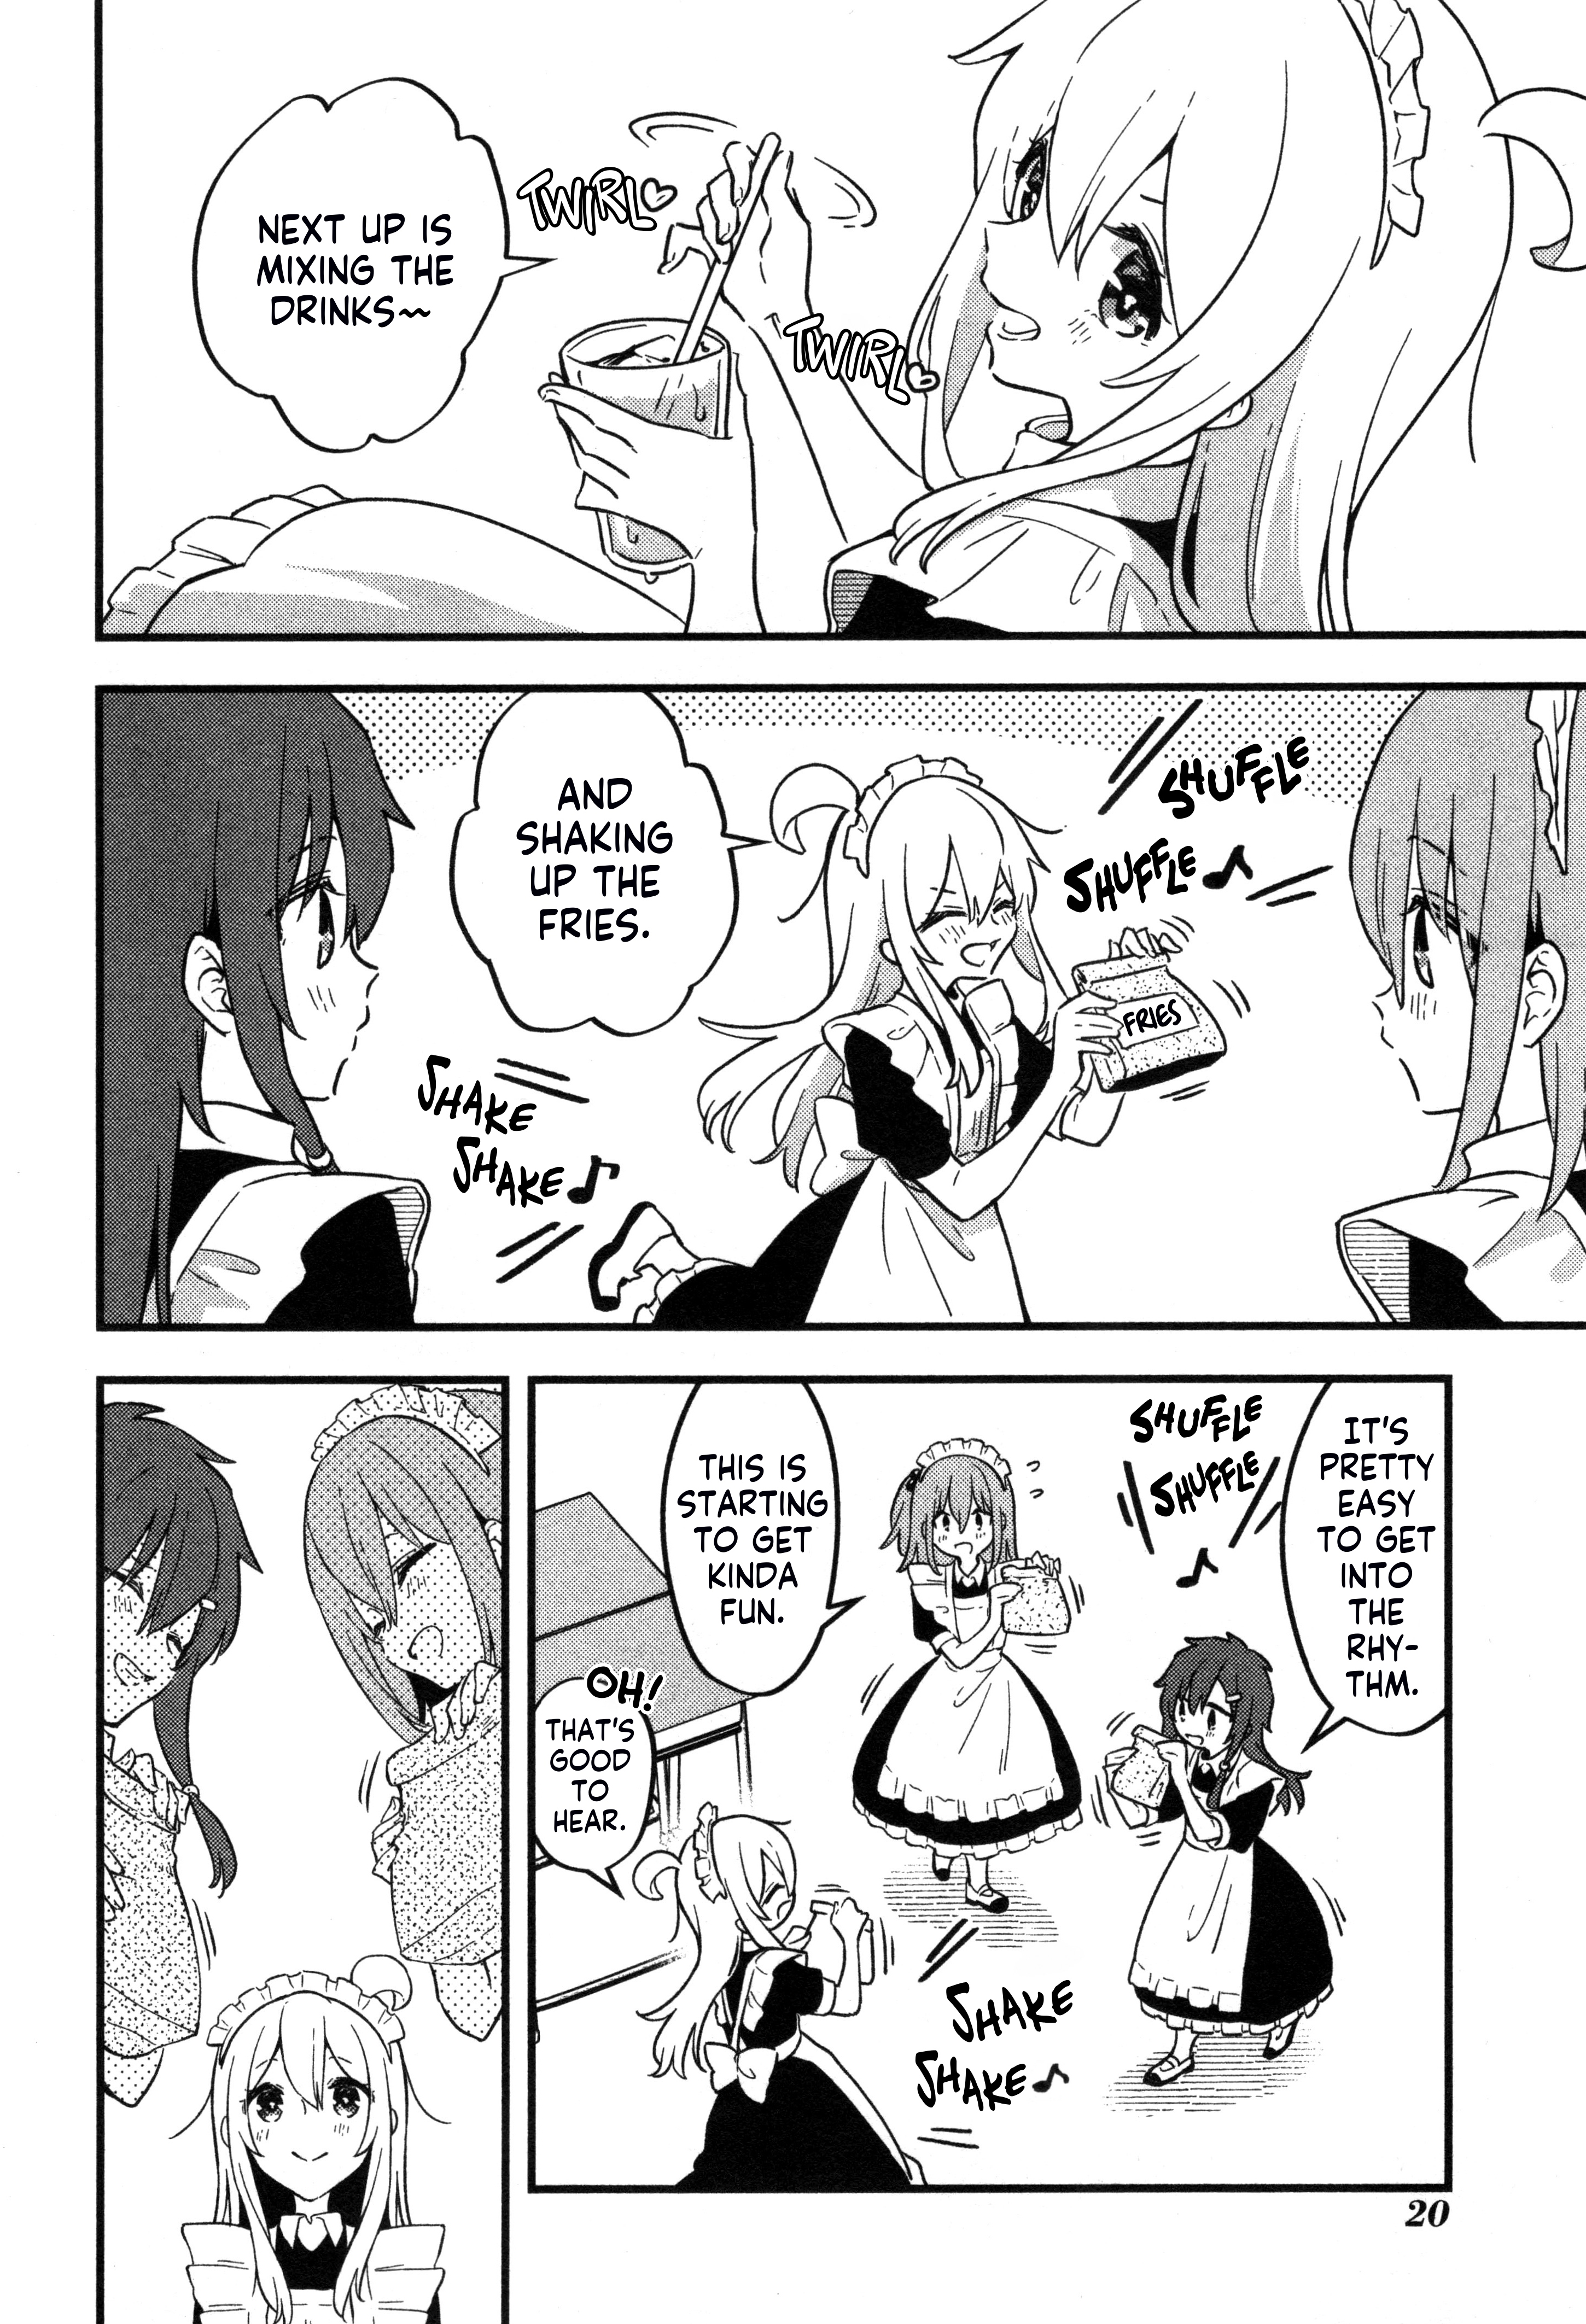 NEXT UP IS
MIXING THE
DRINKS~~
TWIRL♡
TWIRL♡
SHUFFLE
SHUFFLE♪
AND
SHAKING
UP THE
FRIES.
FRIES
SHAKE
SHAKE♪
IT'S
PRETTY
EASY
TO GET
INTO
THE
RHY-
THM.
SHUFFLE
SHUFFLE
♪
THIS IS
STARTING
TO GET
KINDA
FUN.
OH!
THAT'S
GOOD
TO
HEAR.
SHAKE
SHAKE♪
20